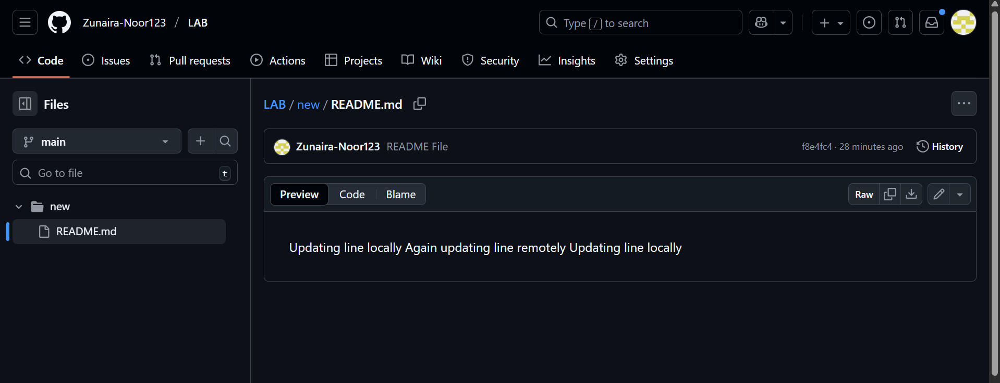 Zunaira-Noor123 / LAB
Type / to search
Code Issues Pull requests Actions Projects Wiki Security Insights Settings
Files
main
Go to file t
new
README.md
LAB / new / README.md
Zunaira-Noor123 README File f8e4fc4 · 28 minutes ago History
Preview Code Blame Raw
Updating line locally Again updating line remotely Updating line locally